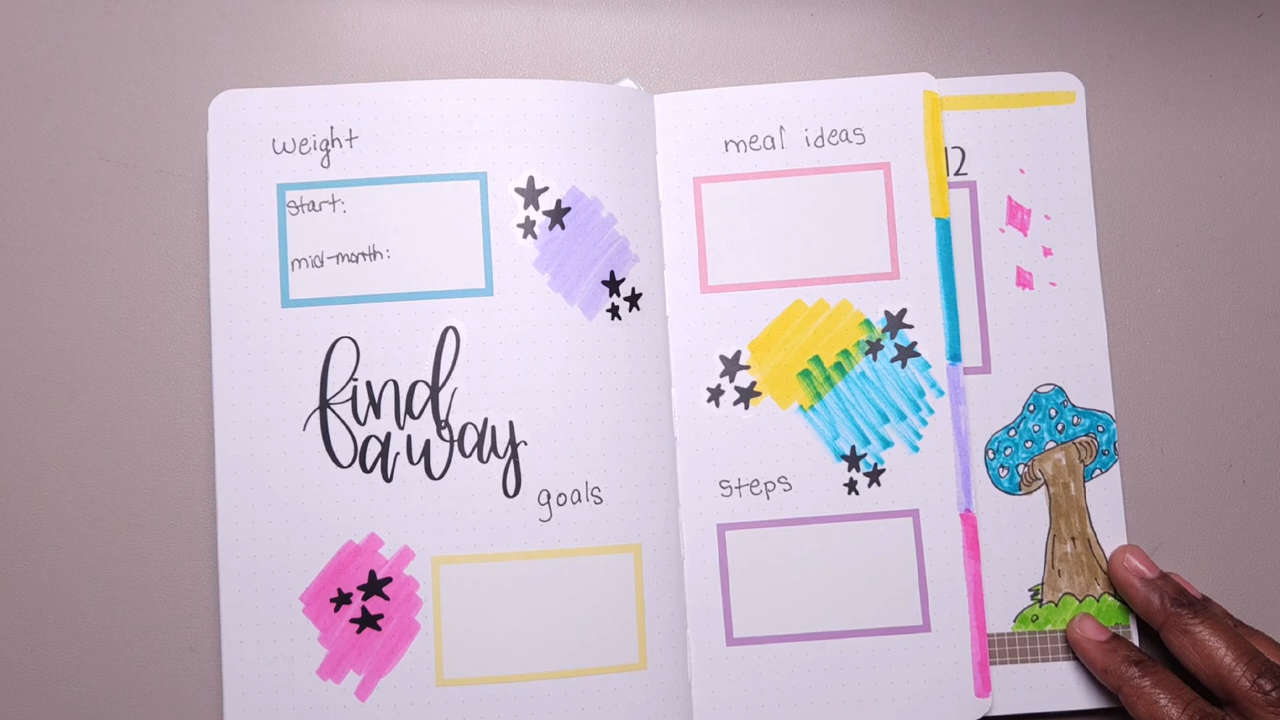 weight
start:
mid-month:
find
a way
goals
meal ideas
steps
12